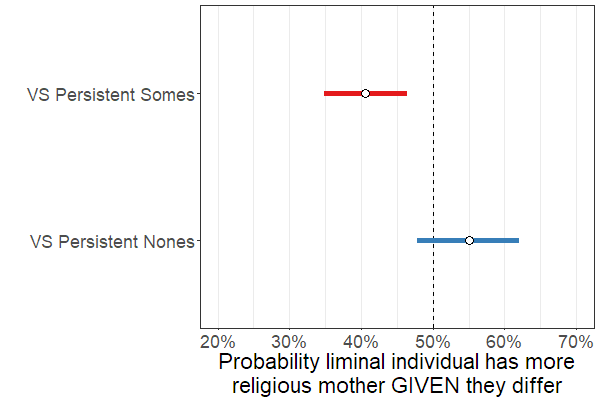 VS Persistent Somes
VS Persistent Nones
20% 30% 40% 50% 60% 70%
Probability liminal individual has more
religious mother GIVEN they differ